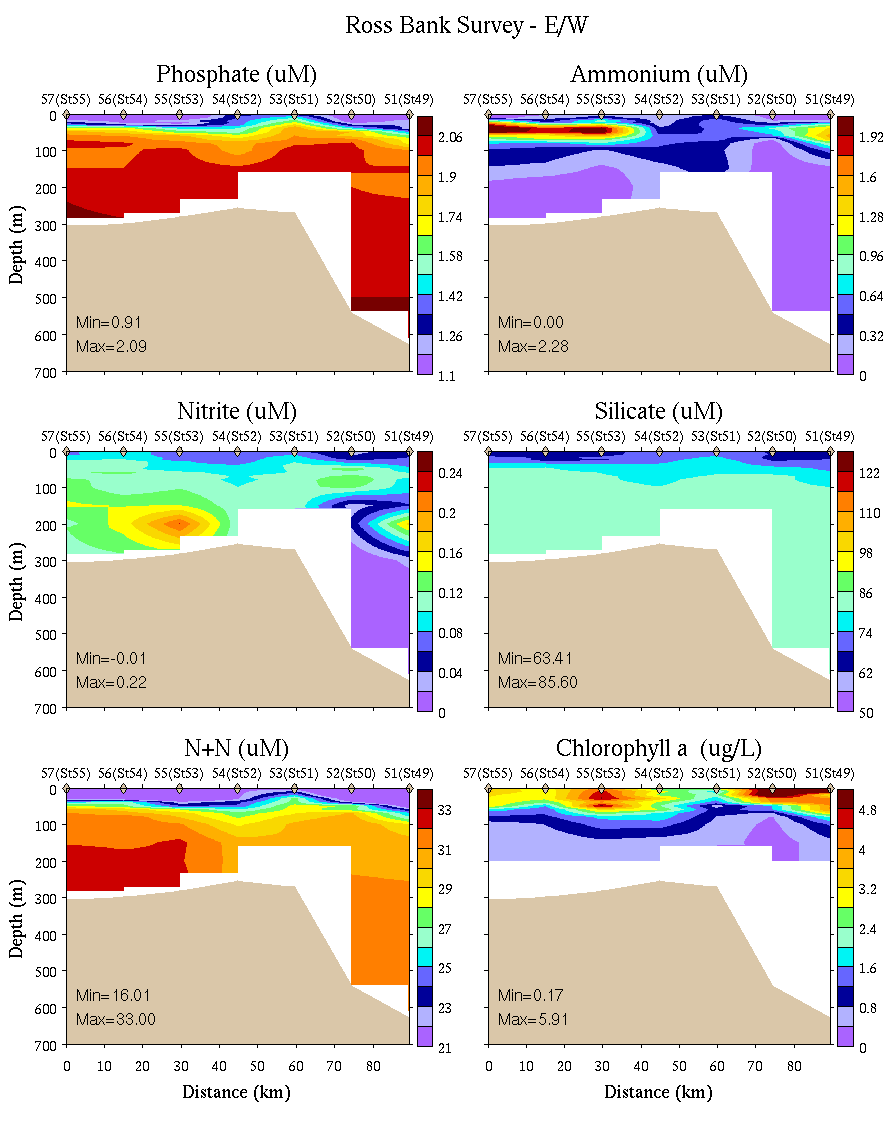 Ross Bank Survey - E/W
Phosphate (uM)
57(St55) 56(St54) 55(St53) 54(St52) 53(St51) 52(St50) 51(St49)
0
100
200
300
400
500
600
700
Depth (m)
Min=0.91
Max=2.09
2.06
1.9
1.74
1.58
1.42
1.26
1.1
Ammonium (uM)
57(St55) 56(St54) 55(St53) 54(St52) 53(St51) 52(St50) 51(St49)
Min=0.00
Max=2.28
1.92
1.6
1.28
0.96
0.64
0.32
0
Nitrite (uM)
57(St55) 56(St54) 55(St53) 54(St52) 53(St51) 52(St50) 51(St49)
0
100
200
300
400
500
600
700
Depth (m)
Min=-0.01
Max=0.22
0.24
0.2
0.16
0.12
0.08
0.04
0
Silicate (uM)
57(St55) 56(St54) 55(St53) 54(St52) 53(St51) 52(St50) 51(St49)
Min=63.41
Max=85.60
122
110
98
86
74
62
50
N+N (uM)
57(St55) 56(St54) 55(St53) 54(St52) 53(St51) 52(St50) 51(St49)
0
100
200
300
400
500
600
700
Depth (m)
Min=16.01
Max=33.00
33
31
29
27
25
23
21
0 10 20 30 40 50 60 70 80
Distance (km)
Chlorophyll a (ug/L)
57(St55) 56(St54) 55(St53) 54(St52) 53(St51) 52(St50) 51(St49)
Min=0.17
Max=5.91
4.8
4
3.2
2.4
1.6
0.8
0
0 10 20 30 40 50 60 70 80
Distance (km)